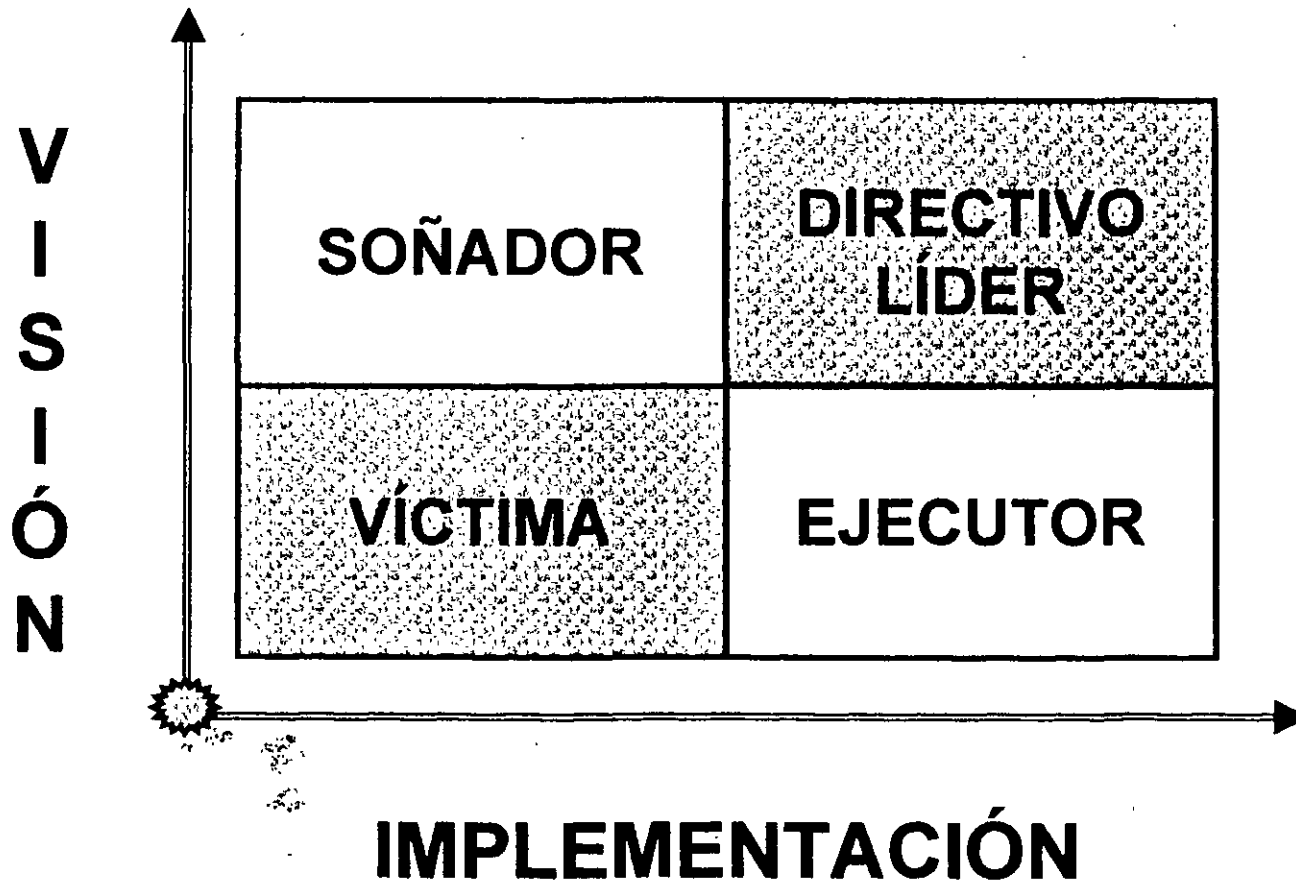 VISIÓN
SOÑADOR
DIRECTIVO
LÍDER
VÍCTIMA
EJECUTOR
IMPLEMENTACIÓN